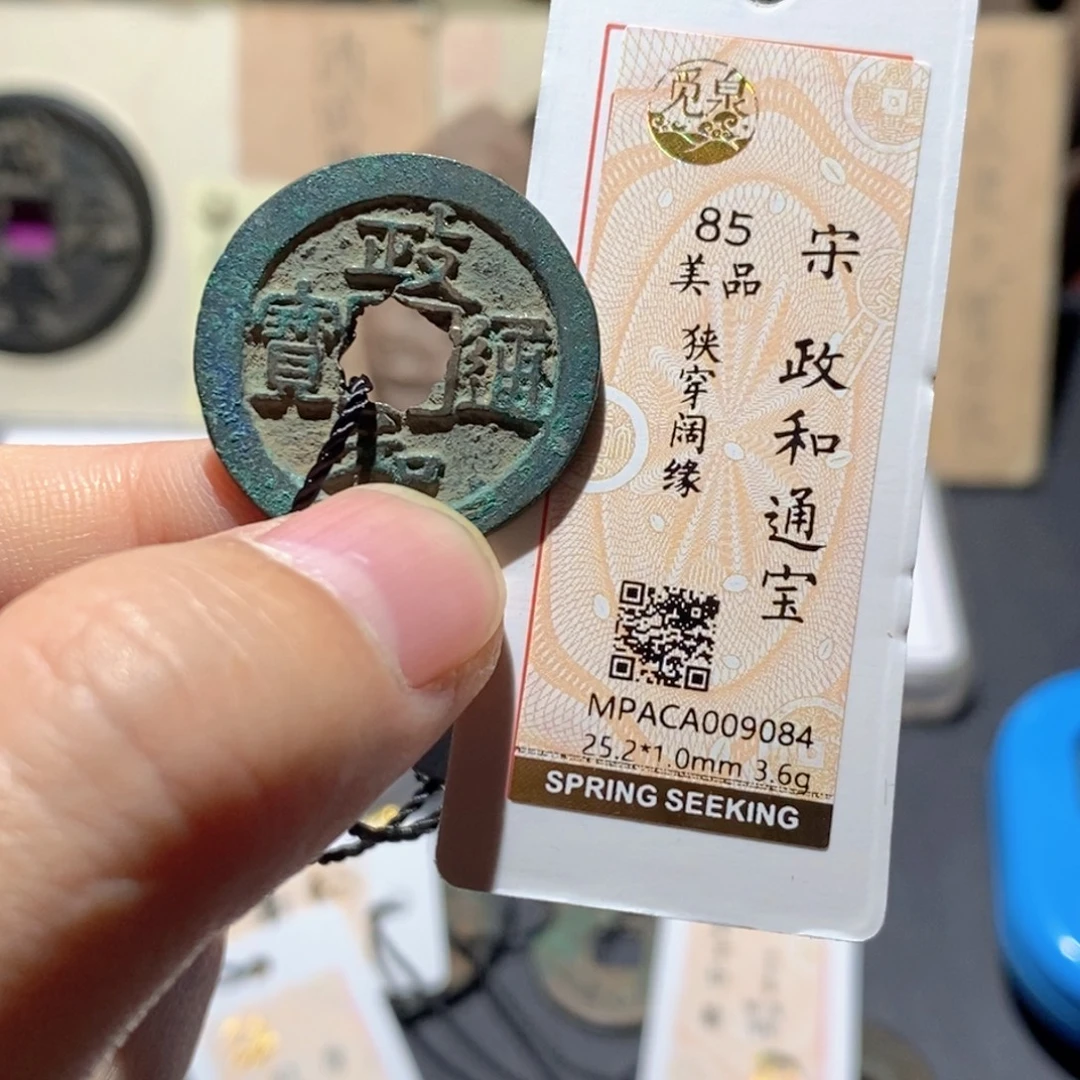 政
寶 通
和
觅泉
85
美品
狭穿阔缘
宋 政和通宝
MPACA009084
25.2*1.0mm 3.6g
SPRING SEEKING